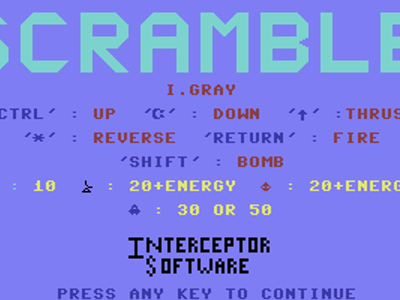 SCRAMBLE
I.GRAY
CTRL' : UP ' ' : DOWN '↑' :THRUS
'*' : REVERSE 'RETURN' : FIRE
'SHIFT' : BOMB
: 10 : 20+ENERGY : 20+ENERG
: 30 OR 50
INTERCEPTOR
SOFTWARE
PRESS ANY KEY TO CONTINUE